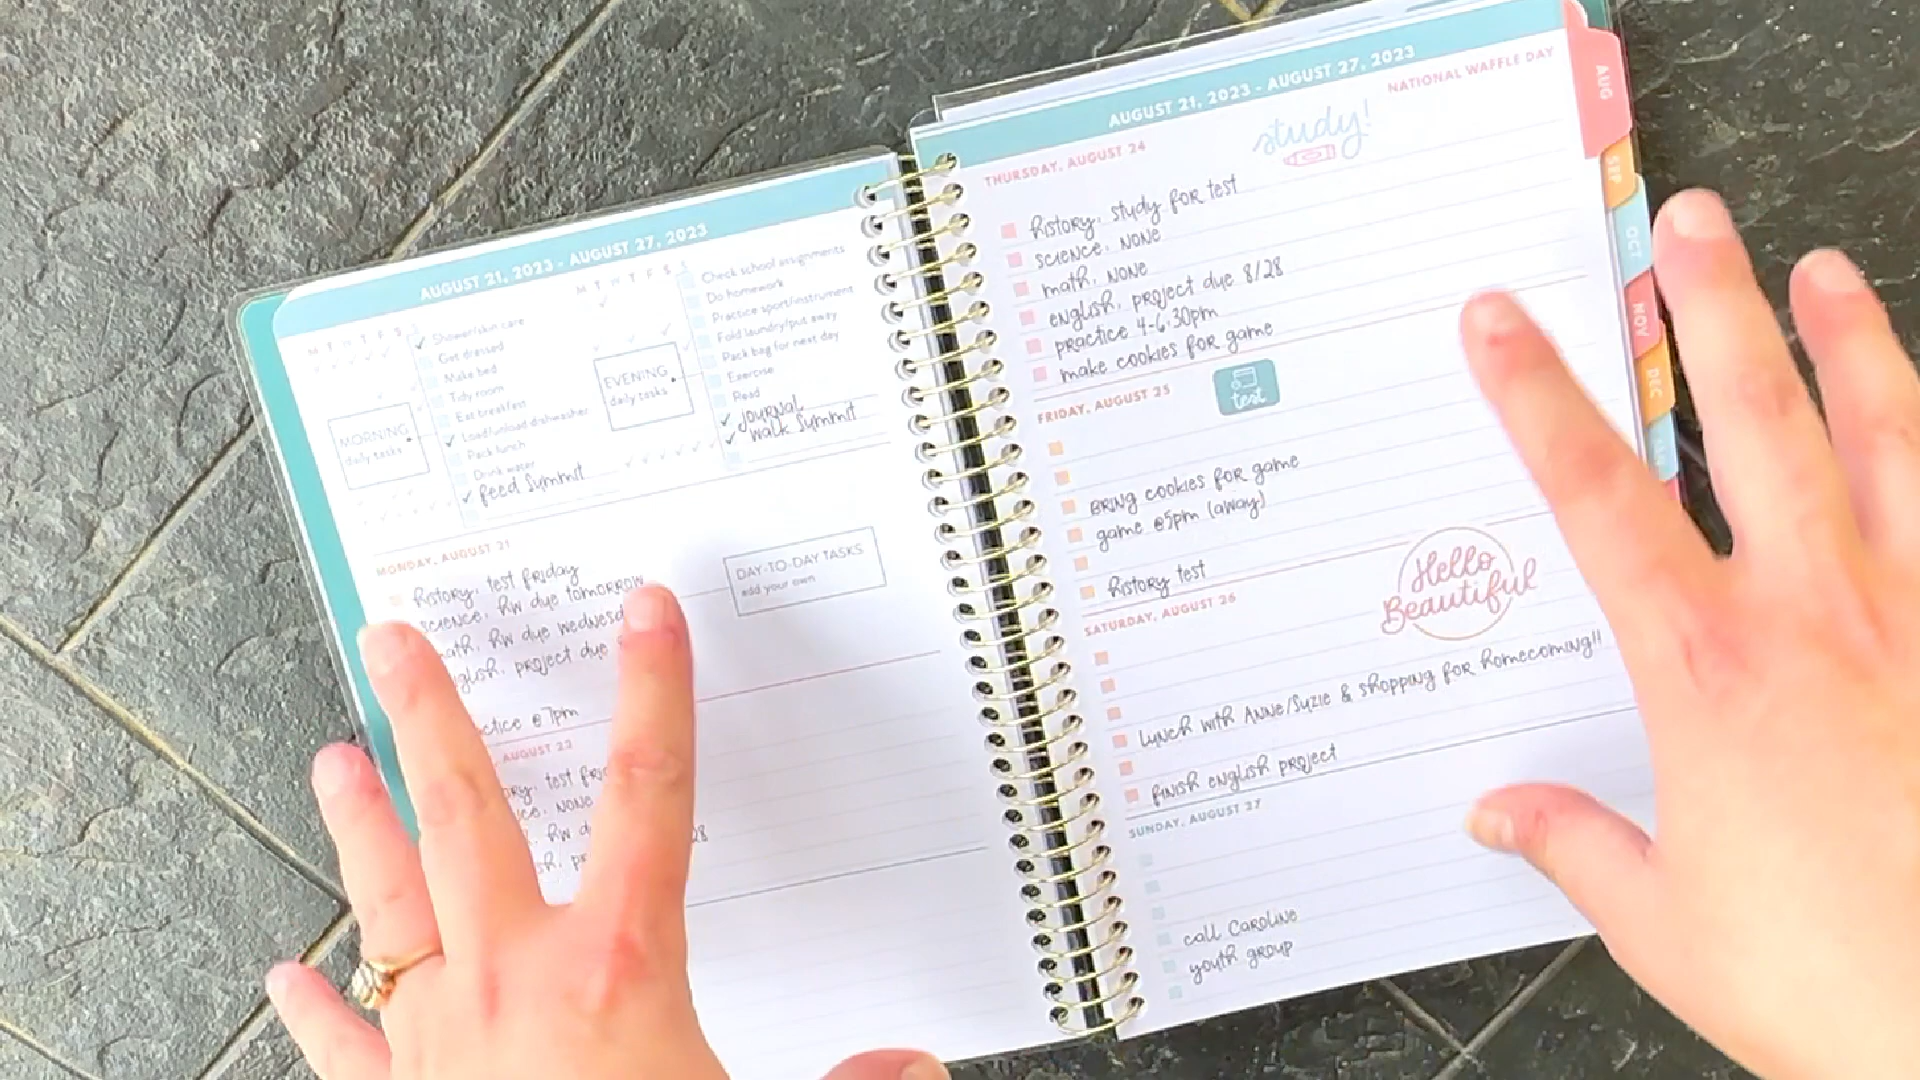 AUGUST 21, 2023 - AUGUST 27, 2023
M T W T F S S
Shower/skin care
Get dressed
Make bed
Tidy room
Eat breakfast
Load/unload dishwasher
Pack lunch
Drink water
feed Summit
MORNING
daily tasks
M T W T F S S
Check school assignments
Do homework
Practice sport/instrument
Fold laundry/put away
Pack bag for next day
Exercise
Read
journal
walk Summit
EVENING
daily tasks
MONDAY, AUGUST 21
history: test friday
science: hw due tomorrow
math: hw due
english: project due
practice @ 7pm
DAY-TO-DAY TASKS
add your own
AUGUST 22
test
NONE
hw
28
AUGUST 21, 2023 - AUGUST 27, 2023
NATIONAL WAFFLE DAY
THURSDAY, AUGUST 24
study!
history: study for test
science: NONE
math: NONE
english: project due 8/28
practice 4-6:30pm
make cookies for game
FRIDAY, AUGUST 25
test
BRING cookies for game
game @5pm (away)
history test
SATURDAY, AUGUST 26
Hello
Beautiful
lunch with Anne/Suzie & shopping for homecoming!!
finish english project
SUNDAY, AUGUST 27
call Caroline
youth group
AUG
SEP
OCT
NOV
DEC